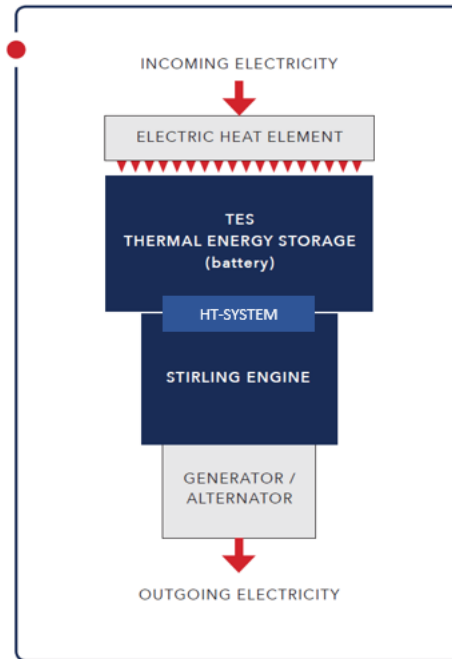 INCOMING ELECTRICITY
ELECTRIC HEAT ELEMENT
TES
THERMAL ENERGY STORAGE
(battery)
HT-SYSTEM
STIRLING ENGINE
GENERATOR /
ALTERNATOR
OUTGOING ELECTRICITY